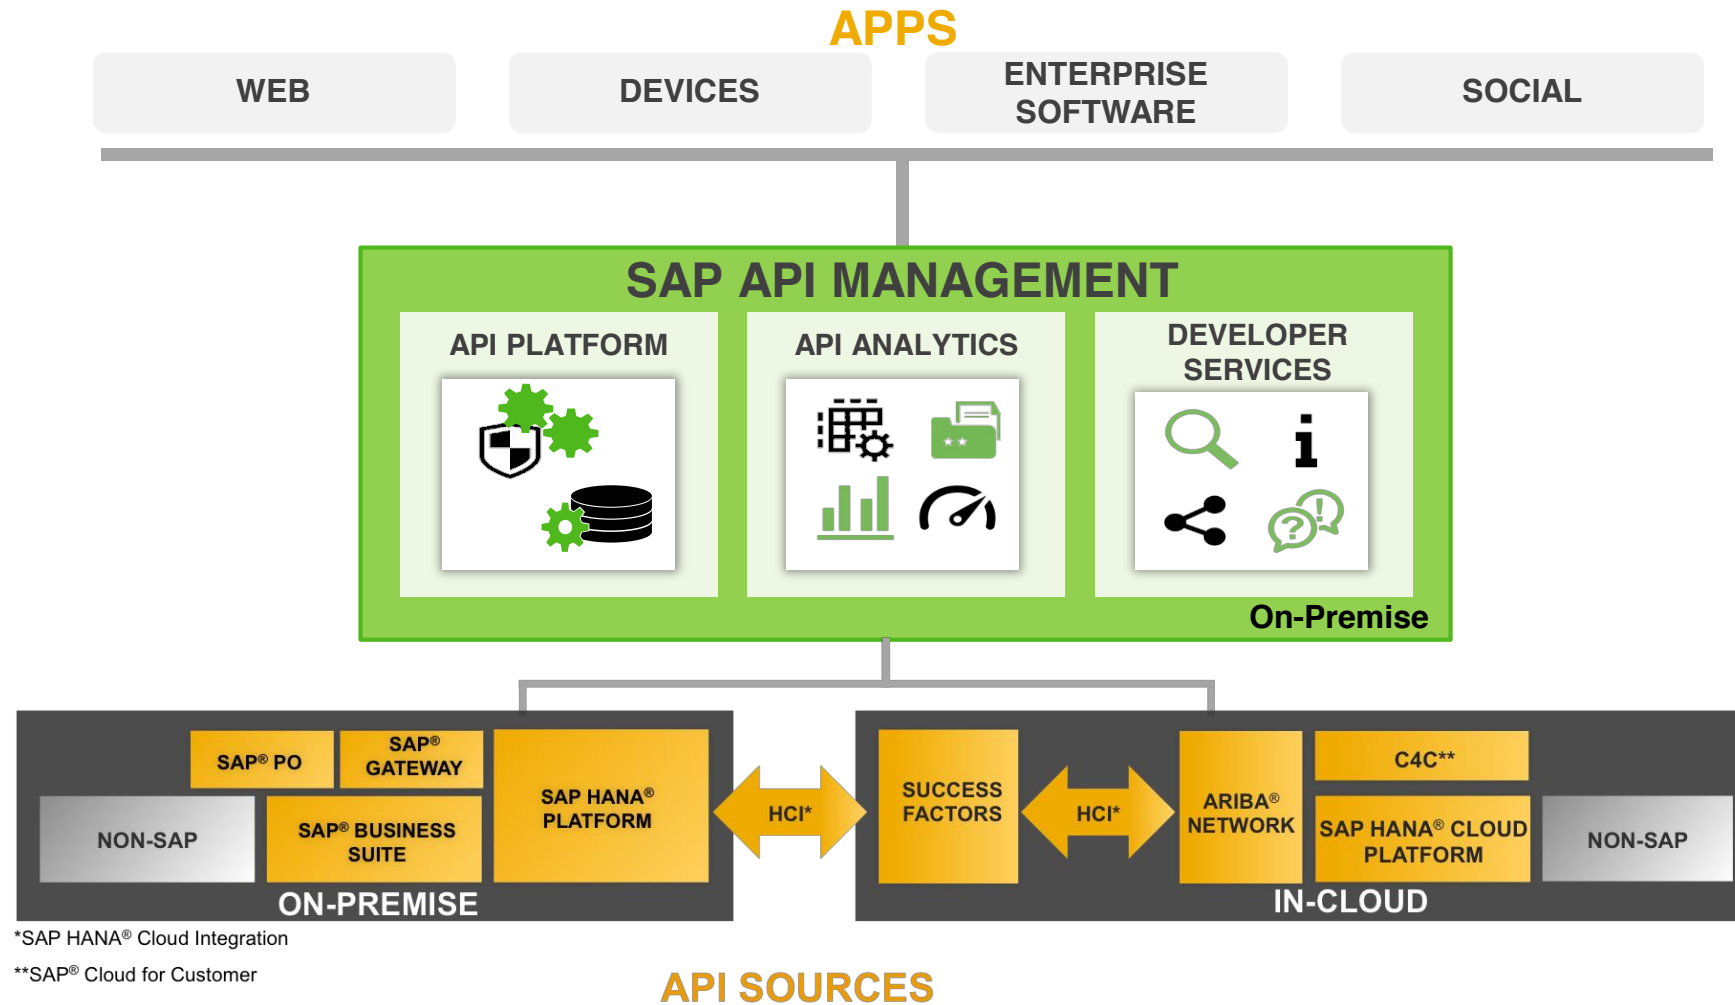 APPS
WEB
DEVICES
ENTERPRISE
SOFTWARE
SOCIAL
SAP API MANAGEMENT
API PLATFORM
API ANALYTICS
DEVELOPER
SERVICES
i
?
!
On-Premise
SAP® PO
SAP®
GATEWAY
SAP HANA®
PLATFORM
NON-SAP
SAP® BUSINESS
SUITE
ON-PREMISE
HCI*
SUCCESS
FACTORS
HCI*
ARIBA®
NETWORK
C4C**
SAP HANA® CLOUD
PLATFORM
NON-SAP
IN-CLOUD
*SAP HANA® Cloud Integration
**SAP® Cloud for Customer
API SOURCES